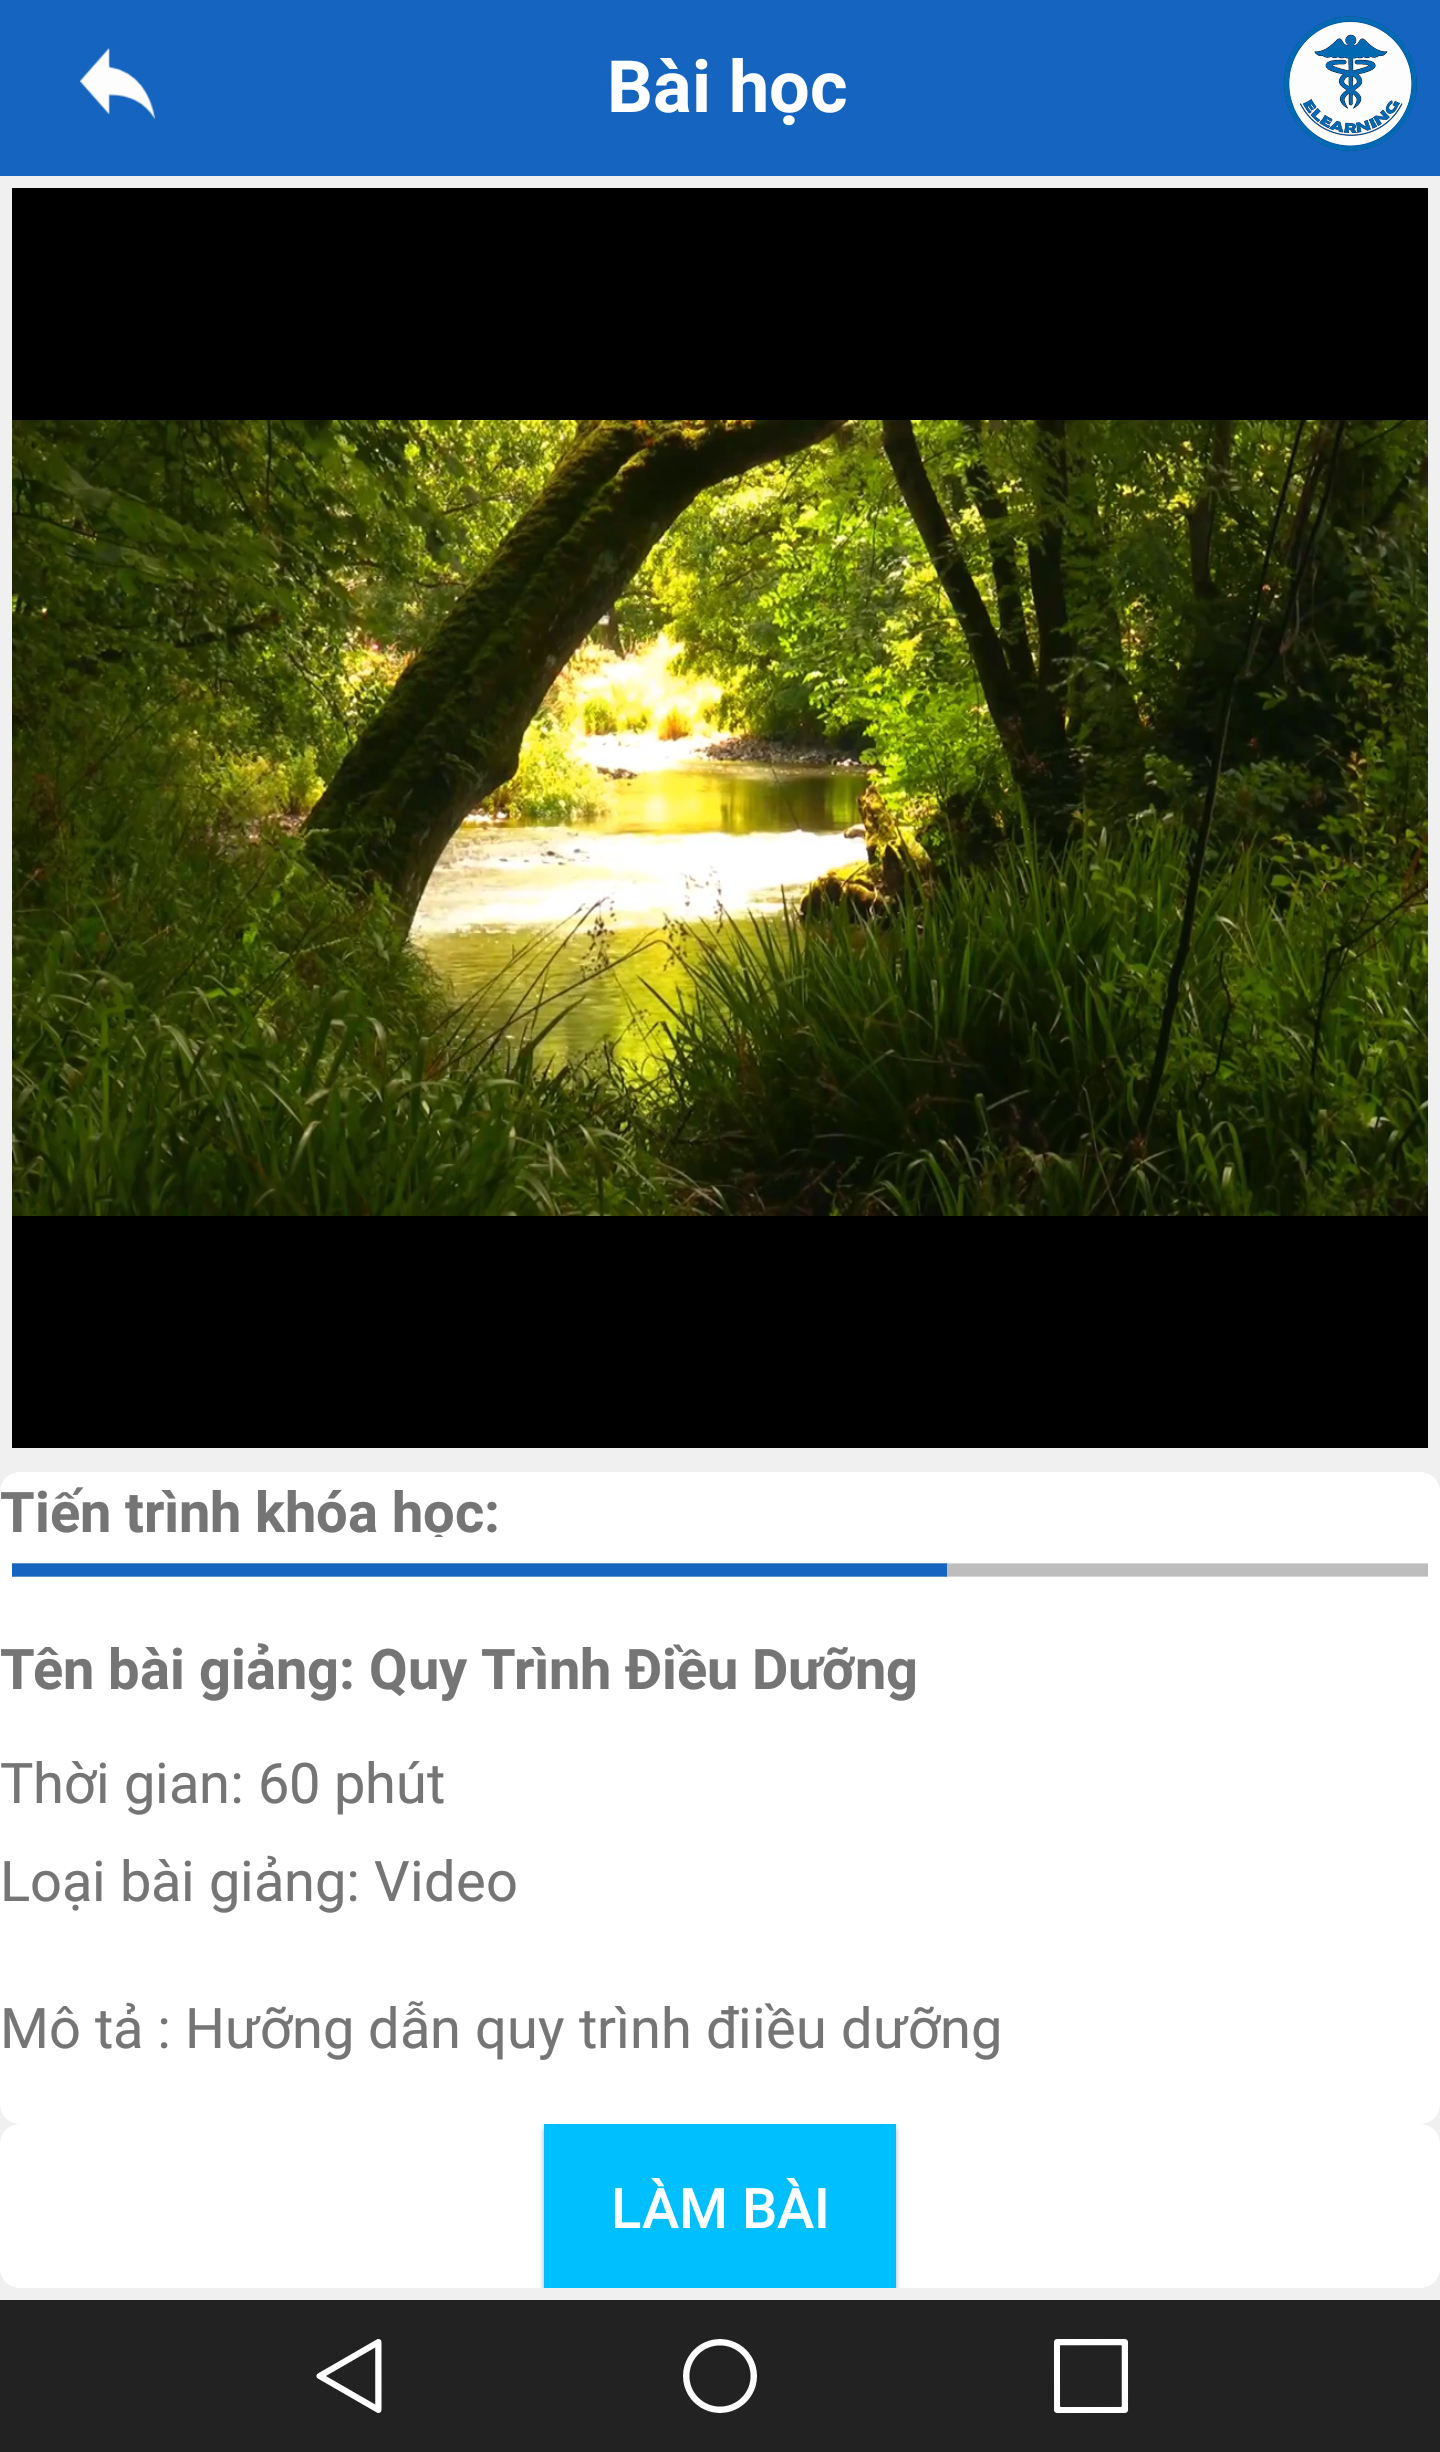 Bài học
ELEARNING
Tiến trình khóa học:
Tên bài giảng: Quy Trình Điều Dưỡng
Thời gian: 60 phút
Loại bài giảng: Video
Mô tả : Hưỡng dẫn quy trình điiều dưỡng
LÀM BÀI